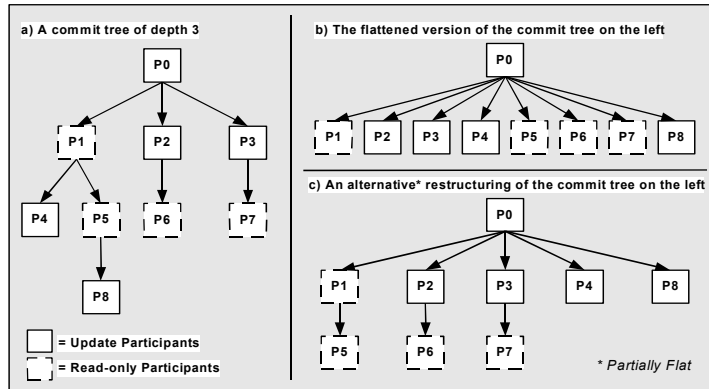 a) A commit tree of depth 3
P0
P1
P2
P3
P4
P5
P6
P7
P8
= Update Participants
= Read-only Participants
b) The flattened version of the commit tree on the left
P0
P1
P2
P3
P4
P5
P6
P7
P8
c) An alternative* restructuring of the commit tree on the left
P0
P1
P2
P3
P4
P8
P5
P6
P7
* Partially Flat